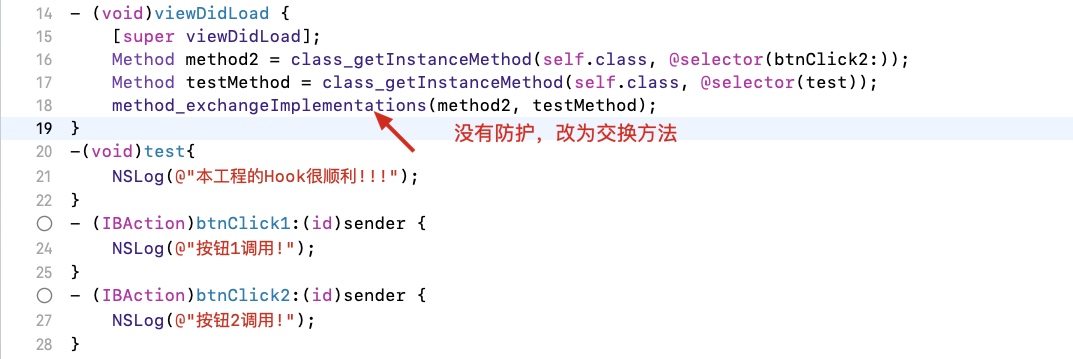 14 - (void)viewDidLoad {
15 [super viewDidLoad];
16 Method method2 = class_getInstanceMethod(self.class, @selector(btnClick2:));
17 Method testMethod = class_getInstanceMethod(self.class, @selector(test));
18 method_exchangeImplementations(method2, testMethod);
19 } 没有防护，改为交换方法
20 -(void)test{
21 NSLog(@"本工程的Hook很顺利!!!");
22 }
- (IBAction)btnClick1:(id)sender {
24 NSLog(@"按钮1调用!");
25 }
- (IBAction)btnClick2:(id)sender {
27 NSLog(@"按钮2调用!");
28 }